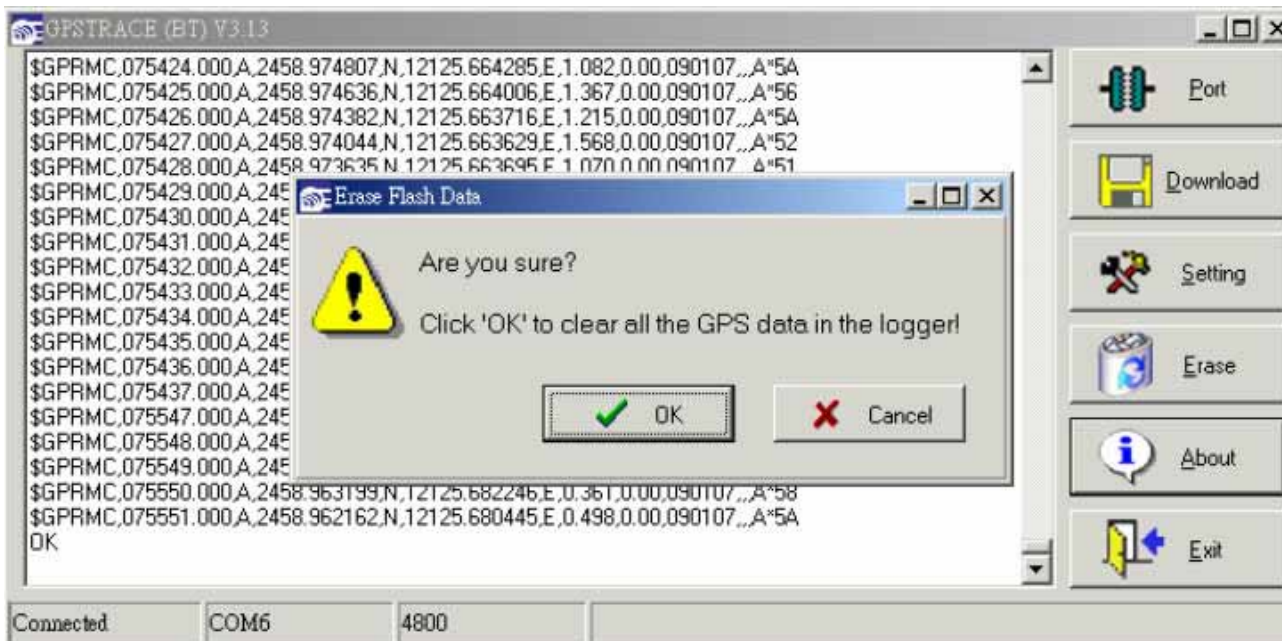 GPSTRACE (BT) V3.13
$GPRMC,075424.000,A,2458.974807,N,12125.664285,E,1.082,0.00,090107,,,A*5A
$GPRMC,075425.000,A,2458.974636,N,12125.664006,E,1.367,0.00,090107,,,A*56
$GPRMC,075426.000,A,2458.974382,N,12125.663716,E,1.215,0.00,090107,,,A*5A
$GPRMC,075427.000,A,2458.974044,N,12125.663629,E,1.568,0.00,090107,,,A*52
$GPRMC,075428.000,A,2458.973635,N,12125.663695,E,1.070,0.00,090107,,,A*51
$GPRMC,075429.000,A,245
$GPRMC,075430.000,A,245
$GPRMC,075431.000,A,245
$GPRMC,075432.000,A,245
$GPRMC,075433.000,A,245
$GPRMC,075434.000,A,245
$GPRMC,075435.000,A,245
$GPRMC,075436.000,A,245
$GPRMC,075437.000,A,245
$GPRMC,075547.000,A,245
$GPRMC,075548.000,A,245
$GPRMC,075549.000,A,245
$GPRMC,075550.000,A,2458.963199,N,12125.682246,E,0.361,0.00,090107,,,A*58
$GPRMC,075551.000,A,2458.962162,N,12125.680445,E,0.498,0.00,090107,,,A*5A
OK
Erase Flash Data
Are you sure?
Click 'OK' to clear all the GPS data in the logger!
OK
Cancel
Port
Download
Setting
Erase
About
Exit
Connected
COM6
4800